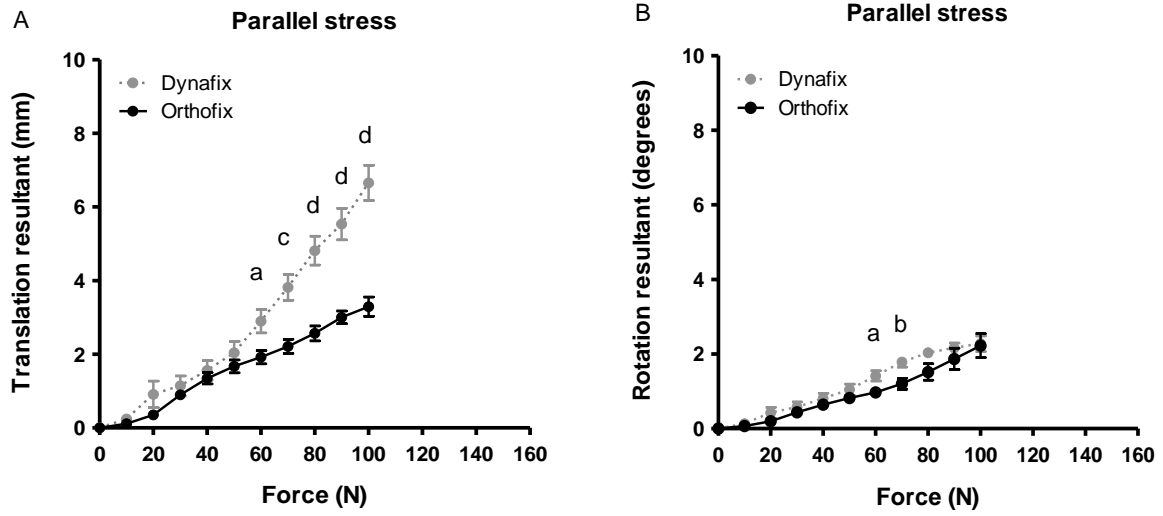 A
Parallel stress
Translation resultant (mm)
10
8
6
4
2
0
Dynafix
Orthofix
a
c
d
d
d
0 20 40 60 80 100 120 140 160
Force (N)
B
Parallel stress
Rotation resultant (degrees)
10
8
6
4
2
0
Dynafix
Orthofix
a
b
0 20 40 60 80 100 120 140 160
Force (N)